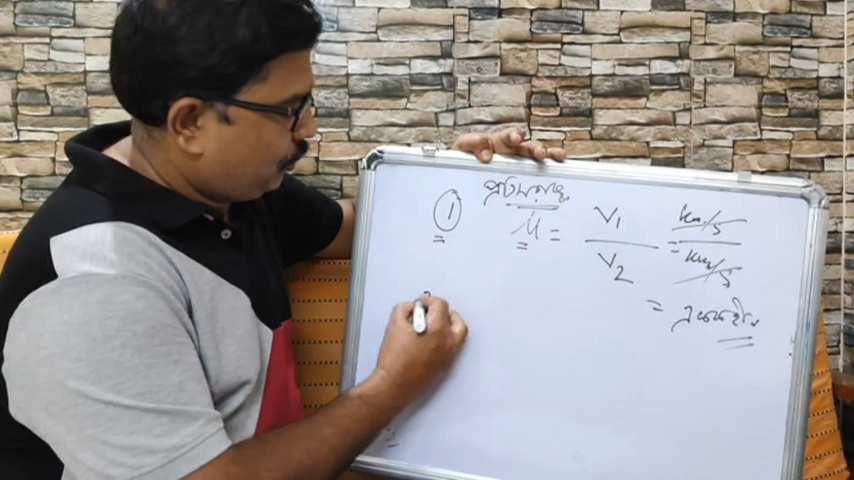 ① প্রতিসরাঙ্ক
μ = V₁ / V₂ = km/s / km/s
= এককহীন